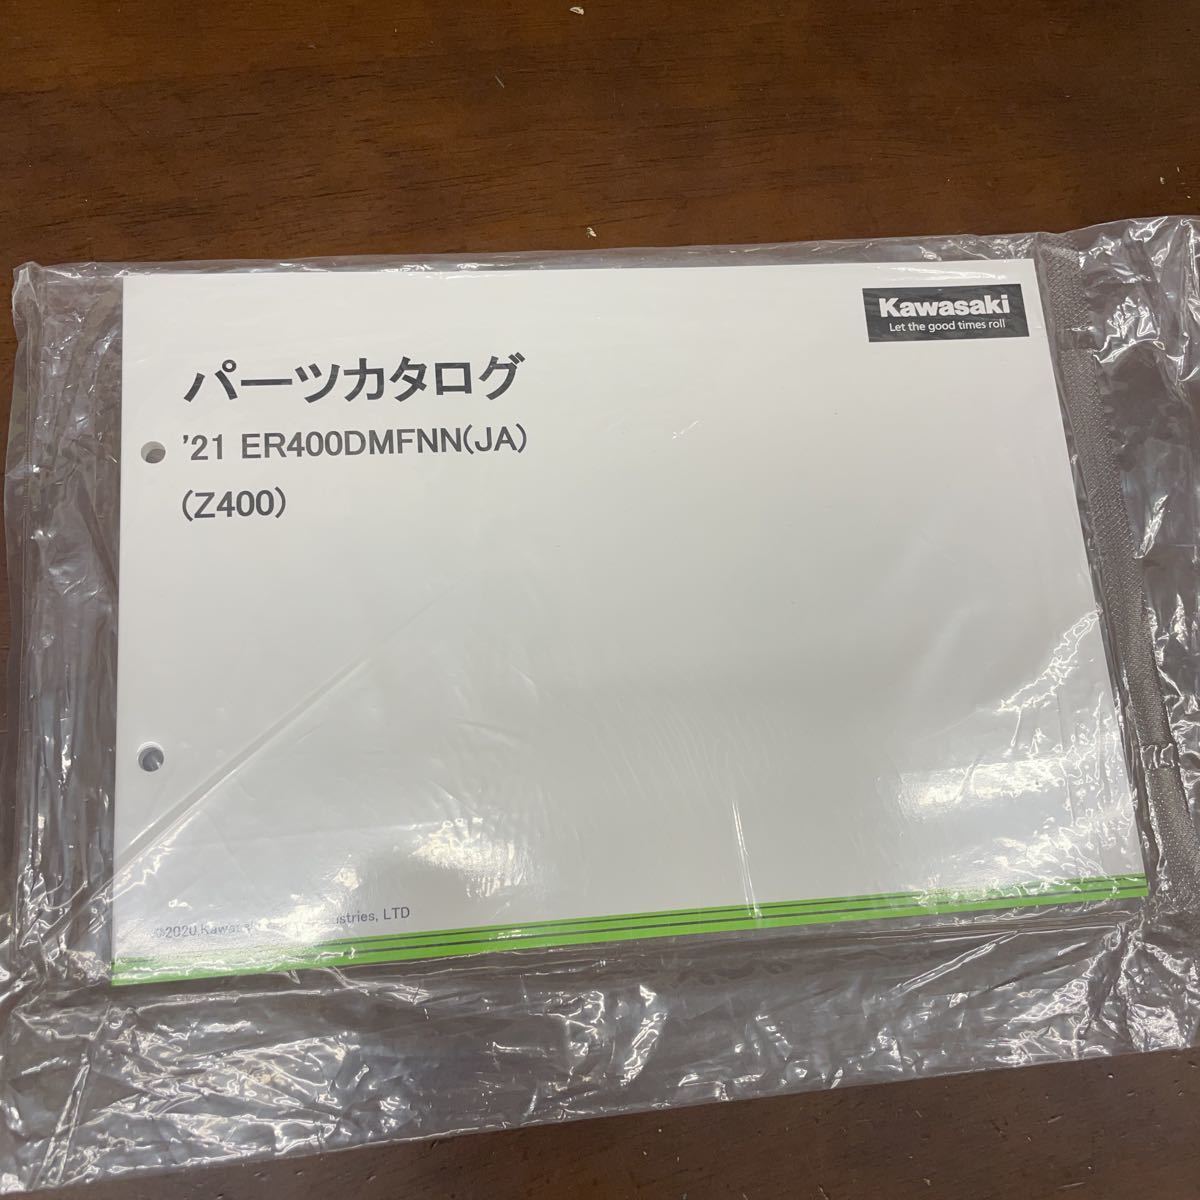 Kawasaki
Let the good times roll
パーツカタログ
'21 ER400DMFNN(JA)
(Z400)
©2020,Kawasaki Industries, LTD